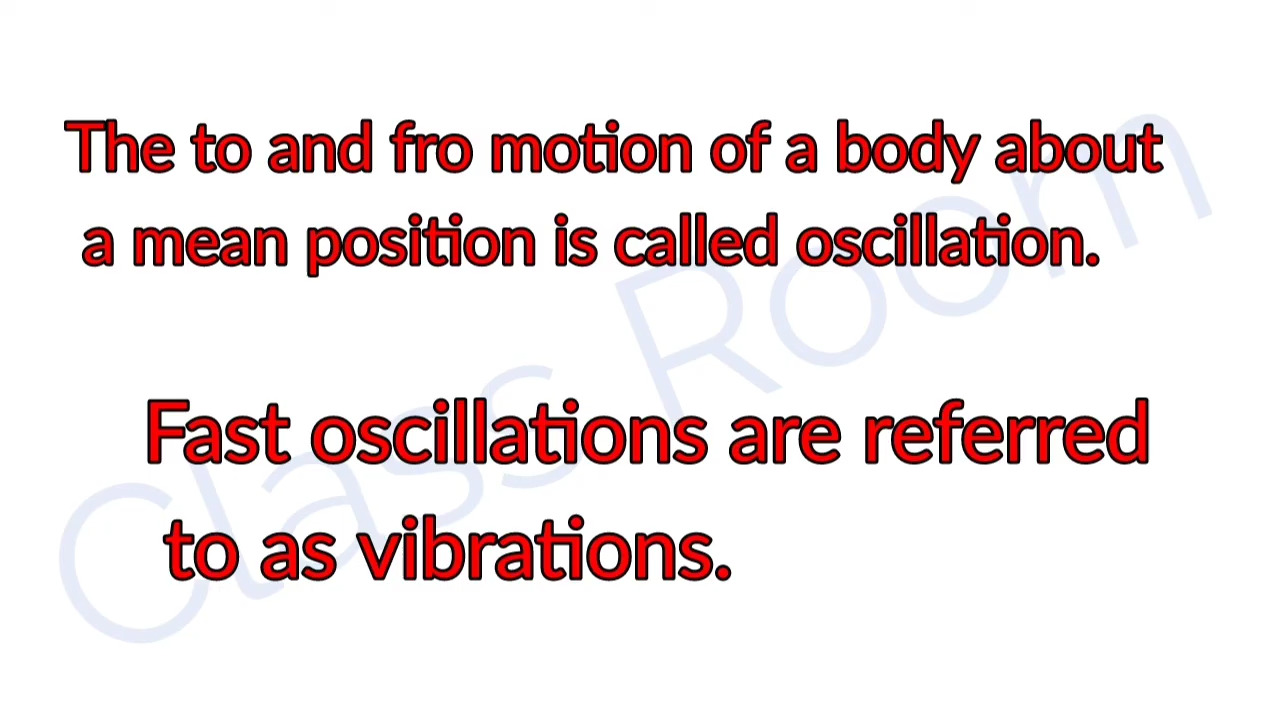 The to and fro motion of a body about
a mean position is called oscillation.
Fast oscillations are referred
to as vibrations.
Class Room